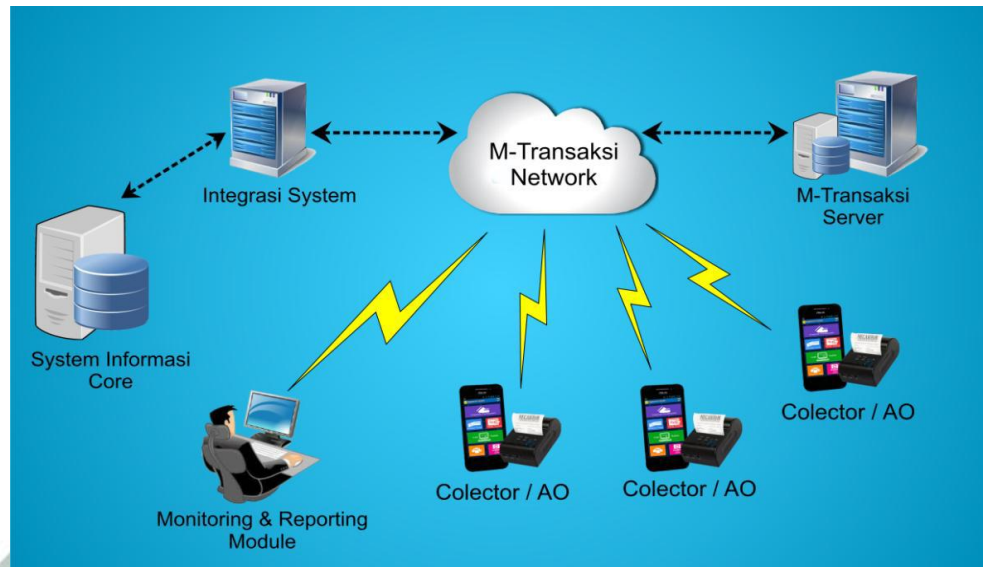 M-Transaksi
Network
Integrasi System
M-Transaksi
Server
System Informasi
Core
Colector / AO
Colector / AO
Colector / AO
Monitoring & Reporting
Module